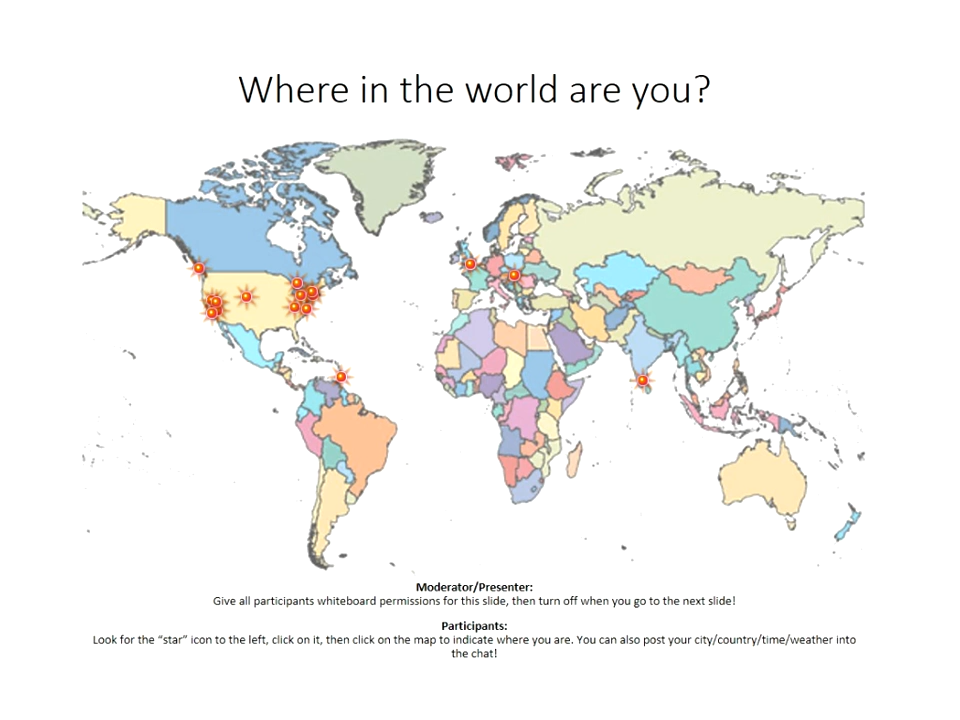 Where in the world are you?
Moderator/Presenter:
Give all participants whiteboard permissions for this slide, then turn off when you go to the next slide!
Participants:
Look for the “star” icon to the left, click on it, then click on the map to indicate where you are. You can also post your city/country/time/weather into
the chat!